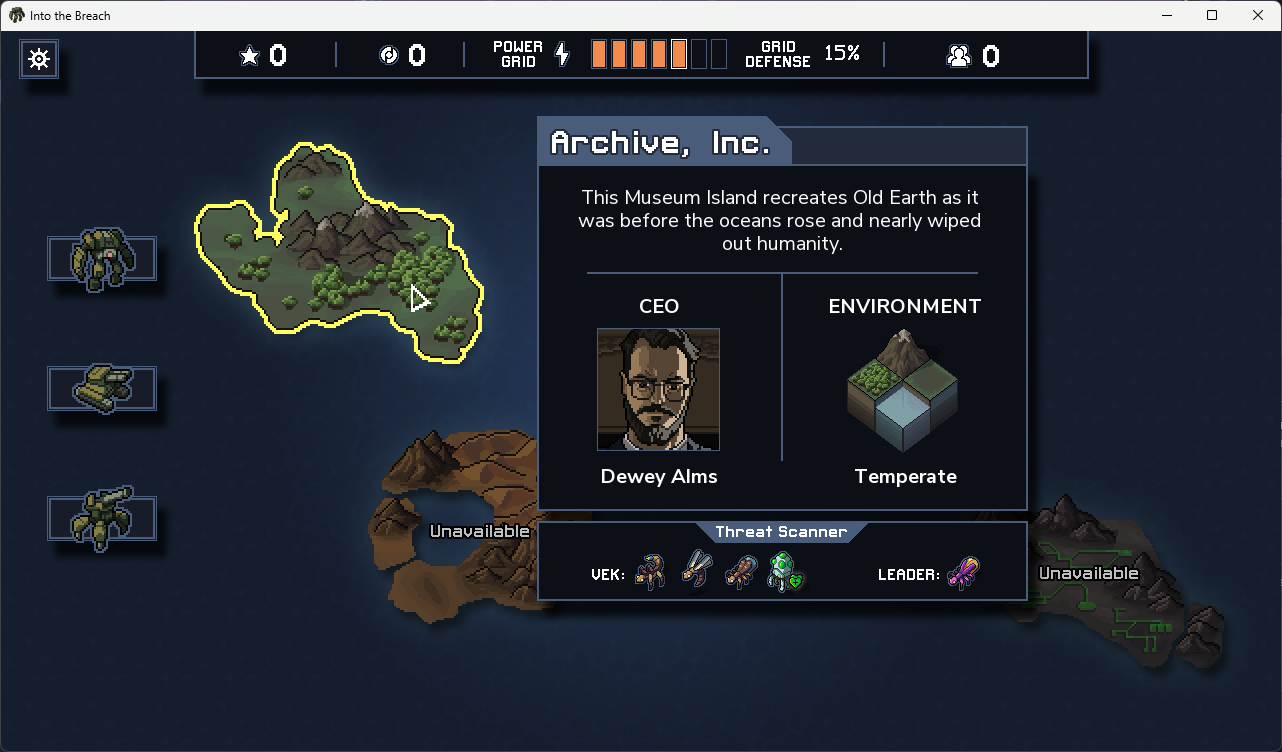 Into the Breach
0
0
POWER
GRID
GRID
DEFENSE
15%
0
Archive, Inc.
This Museum Island recreates Old Earth as it
was before the oceans rose and nearly wiped
out humanity.
CEO
ENVIRONMENT
Dewey Alms
Temperate
Unavailable
Threat Scanner
VEK:
LEADER:
Unavailable